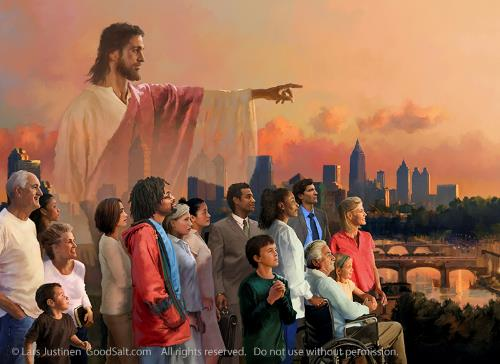 © Lars Justinen GoodSalt.com All rights reserved. Do not use without permission.